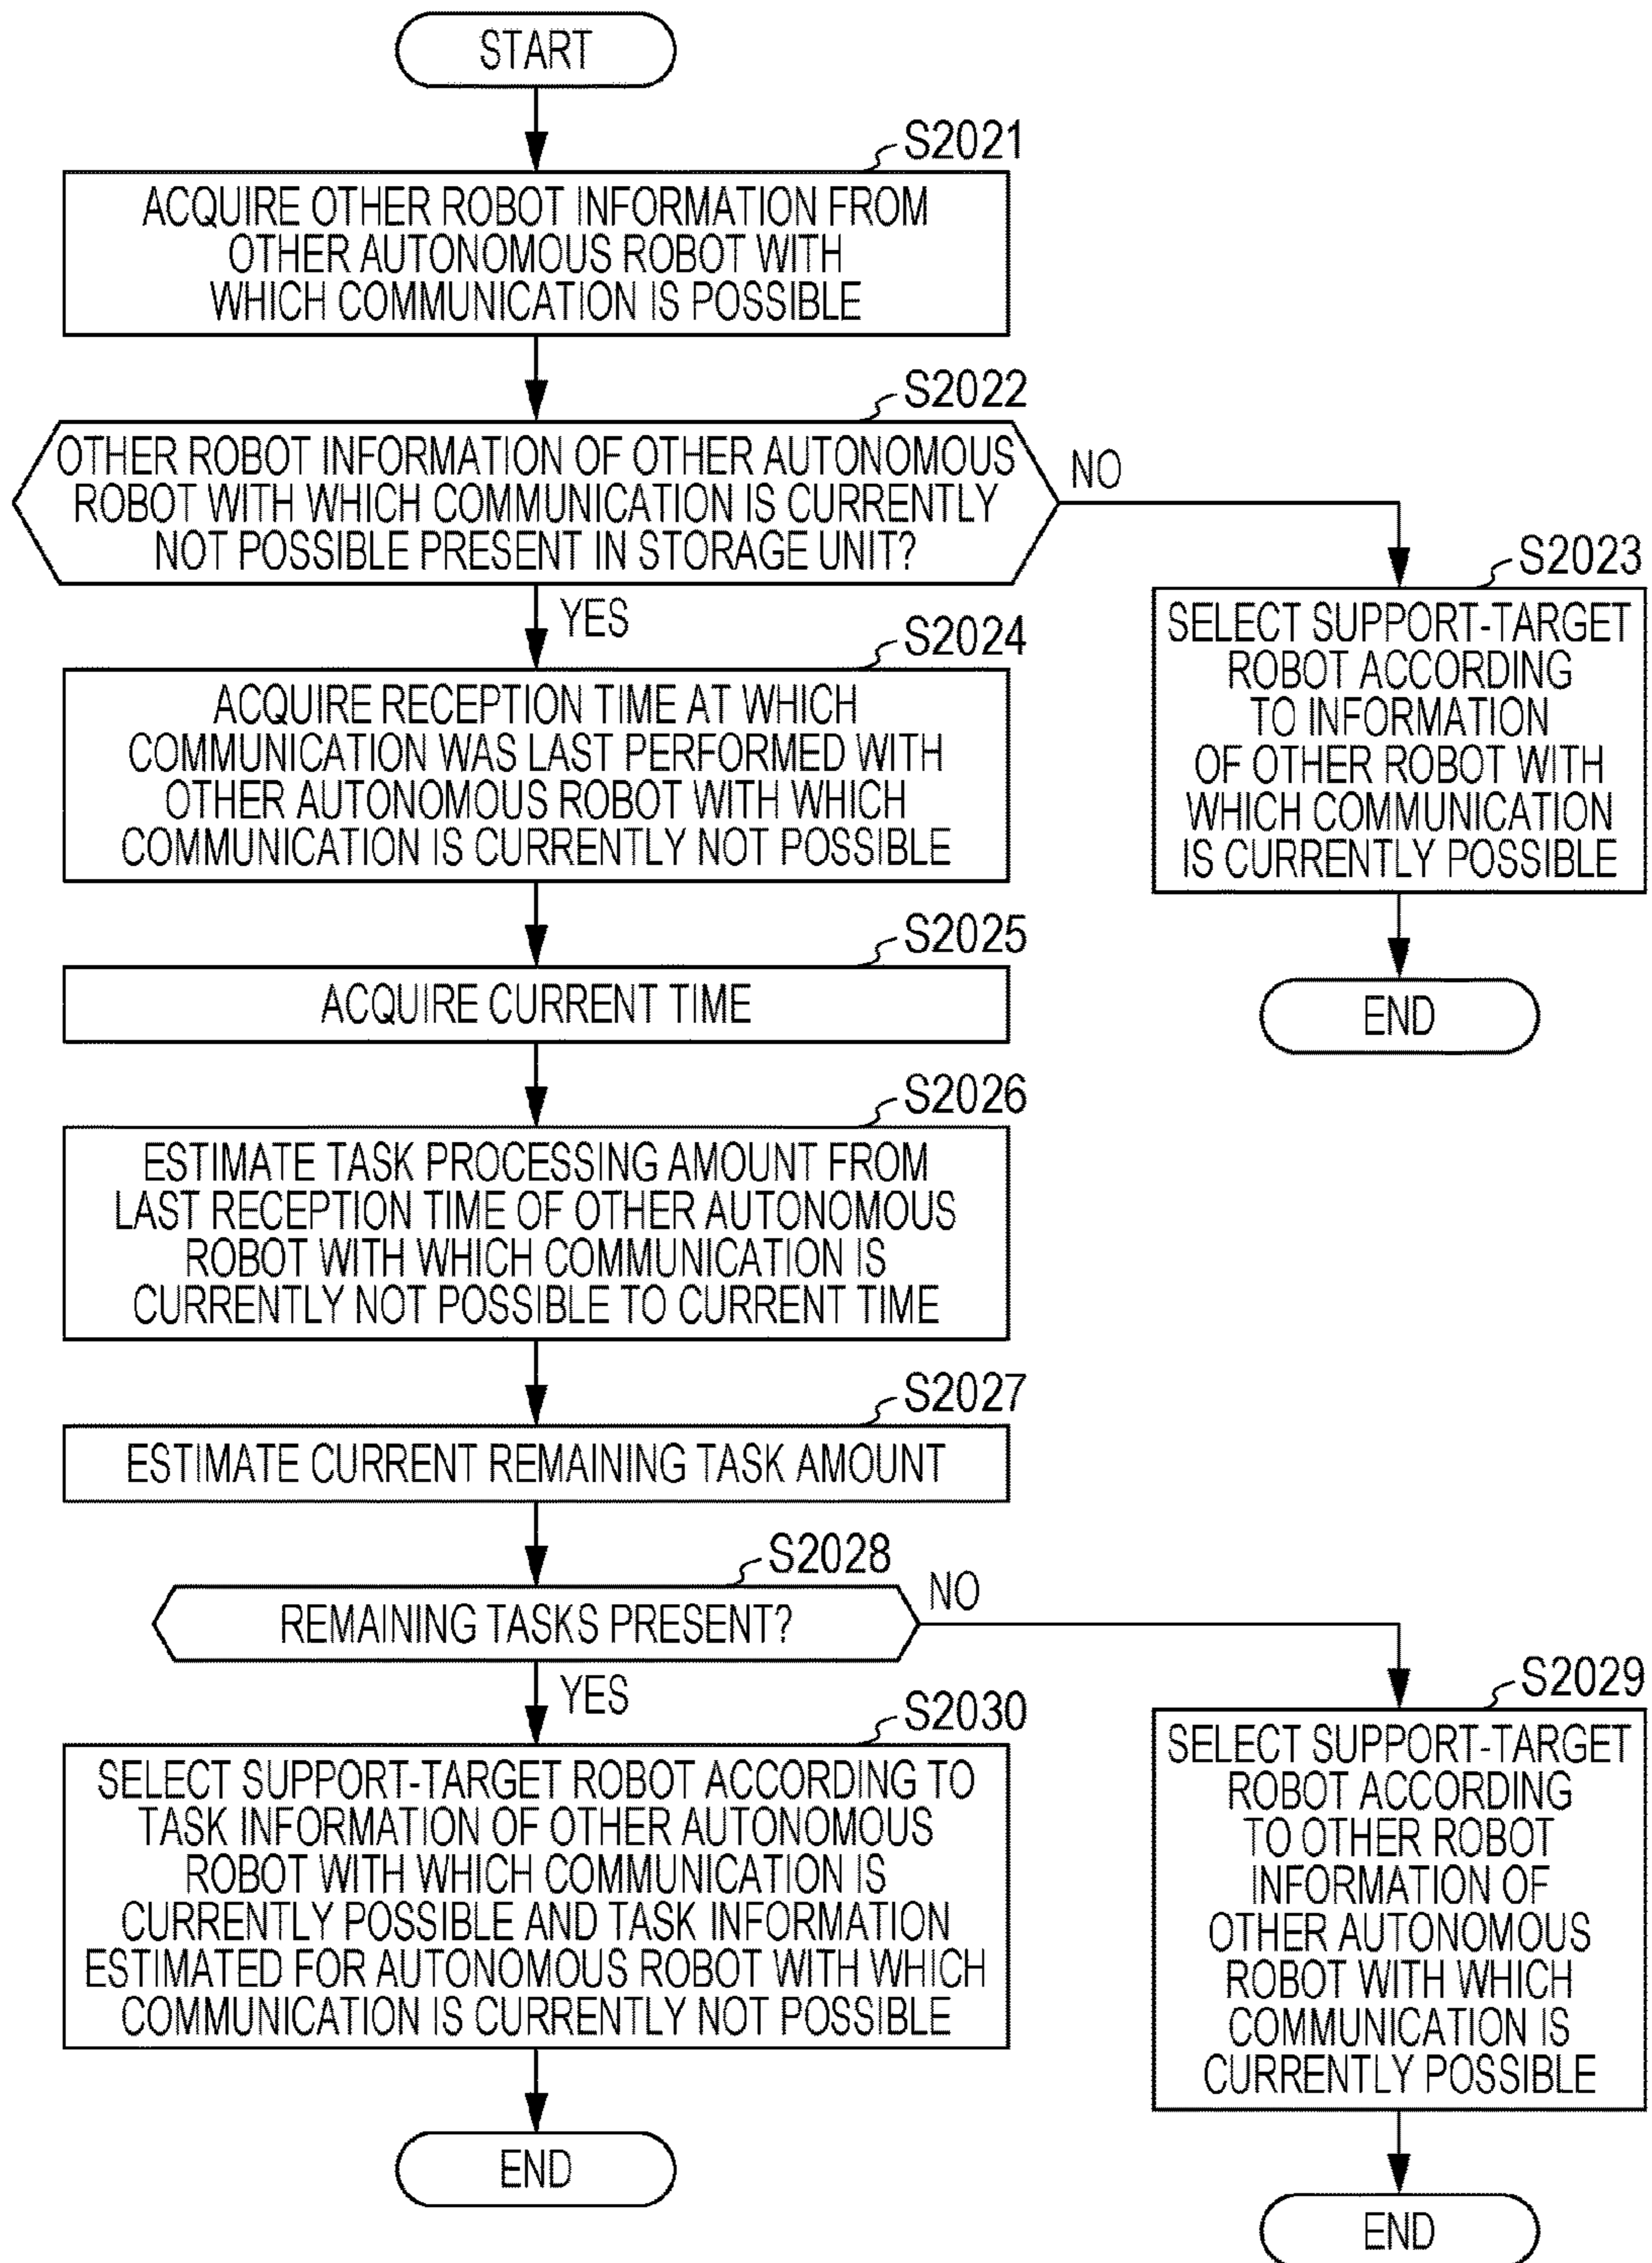 START
S2021
ACQUIRE OTHER ROBOT INFORMATION FROM
OTHER AUTONOMOUS ROBOT WITH
WHICH COMMUNICATION IS POSSIBLE
S2022
OTHER ROBOT INFORMATION OF OTHER AUTONOMOUS
ROBOT WITH WHICH COMMUNICATION IS CURRENTLY
NOT POSSIBLE PRESENT IN STORAGE UNIT?
NO
S2023
SELECT SUPPORT-TARGET
ROBOT ACCORDING
TO INFORMATION
OF OTHER ROBOT WITH
WHICH COMMUNICATION
IS CURRENTLY POSSIBLE
END
YES
S2024
ACQUIRE RECEPTION TIME AT WHICH
COMMUNICATION WAS LAST PERFORMED WITH
OTHER AUTONOMOUS ROBOT WITH WHICH
COMMUNICATION IS CURRENTLY NOT POSSIBLE
S2025
ACQUIRE CURRENT TIME
S2026
ESTIMATE TASK PROCESSING AMOUNT FROM
LAST RECEPTION TIME OF OTHER AUTONOMOUS
ROBOT WITH WHICH COMMUNICATION IS
CURRENTLY NOT POSSIBLE TO CURRENT TIME
S2027
ESTIMATE CURRENT REMAINING TASK AMOUNT
S2028
REMAINING TASKS PRESENT?
NO
S2029
SELECT SUPPORT-TARGET
ROBOT ACCORDING
TO OTHER ROBOT
INFORMATION OF
OTHER AUTONOMOUS
ROBOT WITH WHICH
COMMUNICATION IS
CURRENTLY POSSIBLE
END
YES
S2030
SELECT SUPPORT-TARGET ROBOT ACCORDING TO
TASK INFORMATION OF OTHER AUTONOMOUS
ROBOT WITH WHICH COMMUNICATION IS
CURRENTLY POSSIBLE AND TASK INFORMATION
ESTIMATED FOR AUTONOMOUS ROBOT WITH WHICH
COMMUNICATION IS CURRENTLY NOT POSSIBLE
END